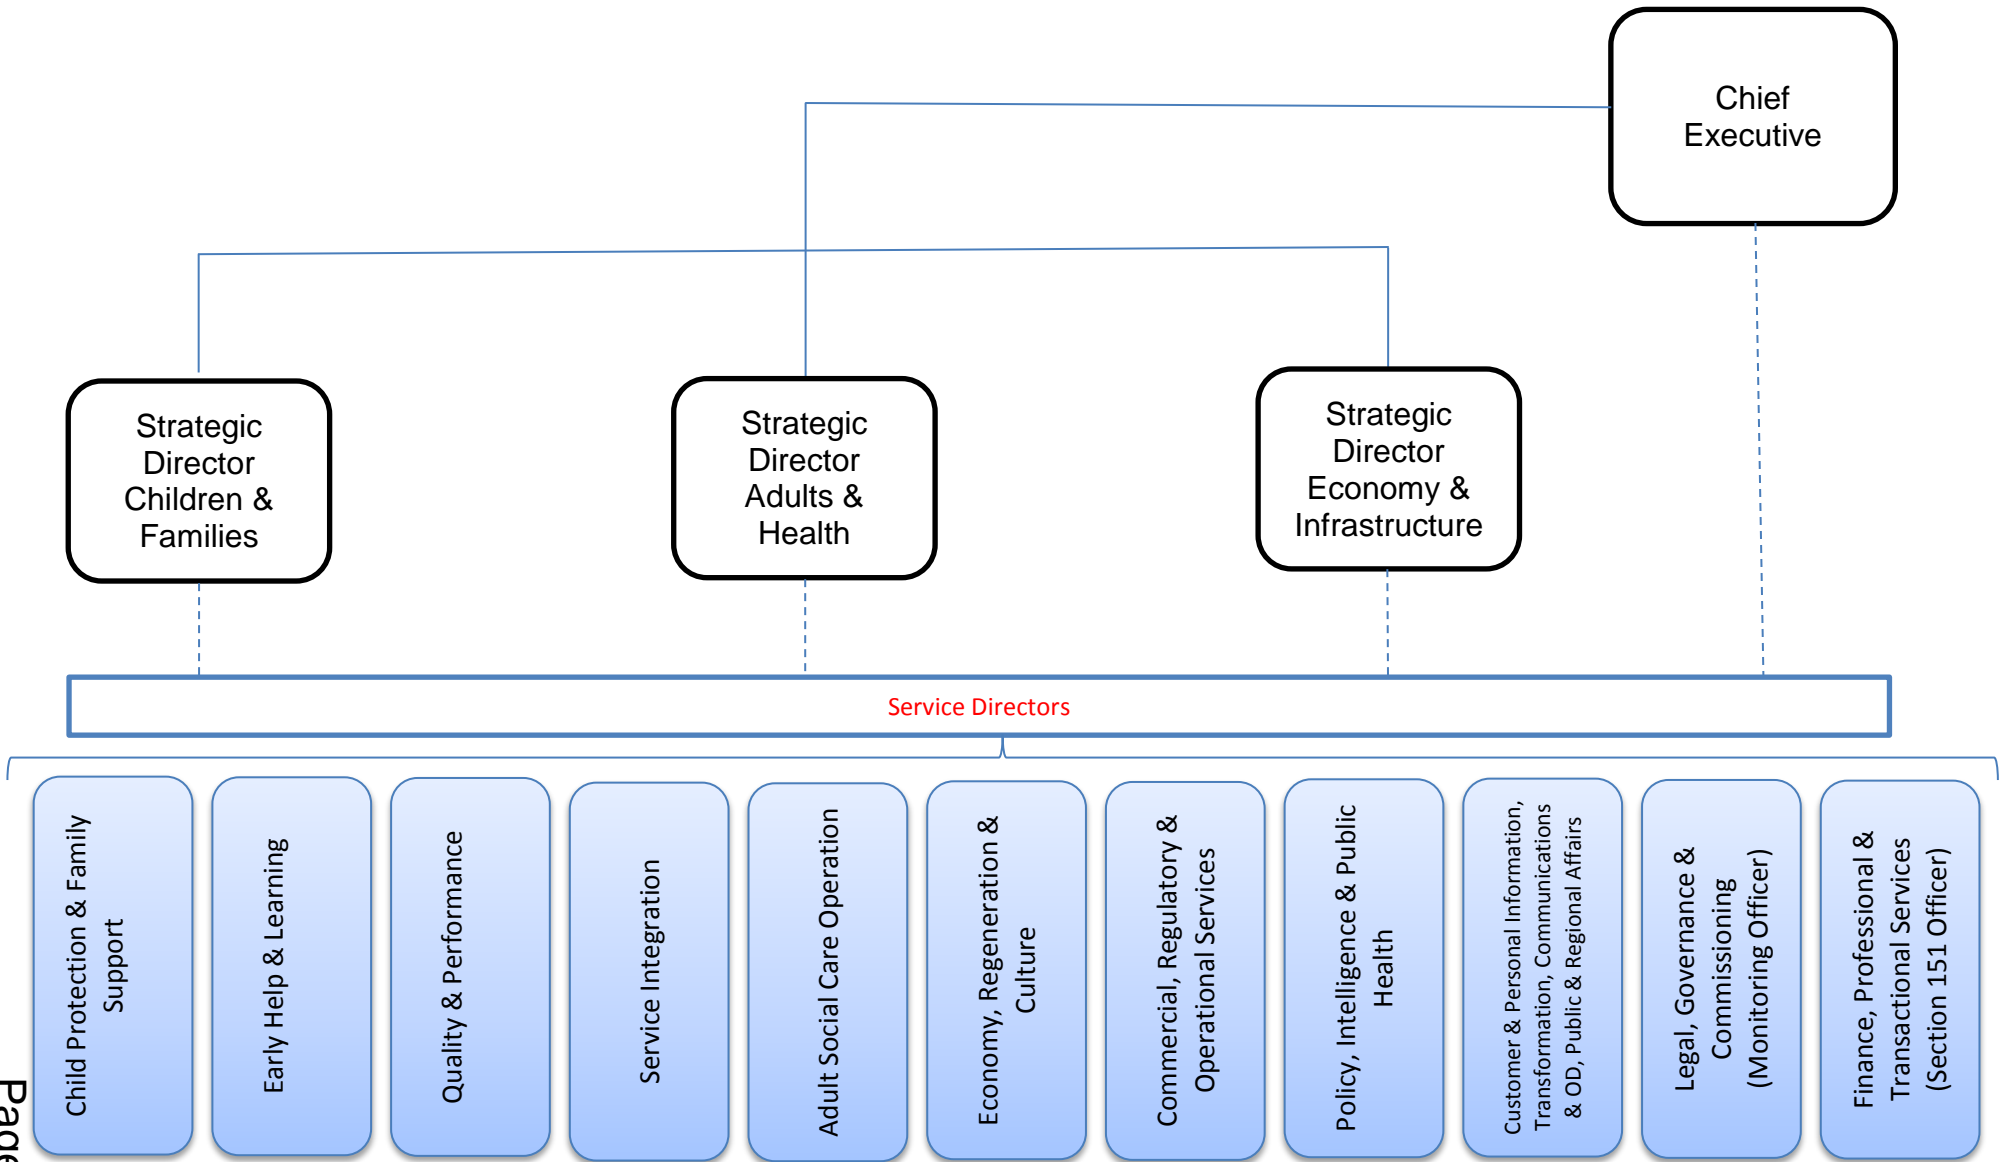 Chief
Executive
Strategic
Director
Children &
Families
Strategic
Director
Adults &
Health
Strategic
Director
Economy &
Infrastructure
Service Directors
Child Protection & Family
Support
Early Help & Learning
Quality & Performance
Service Integration
Adult Social Care Operation
Economy, Regeneration &
Culture
Commercial, Regulatory &
Operational Services
Policy, Intelligence & Public
Health
Customer & Personal Information,
Transformation, Communications
& OD, Public & Regional Affairs
Legal, Governance &
Commissioning
(Monitoring Officer)
Finance, Professional &
Transactional Services
(Section 151 Officer)
Page